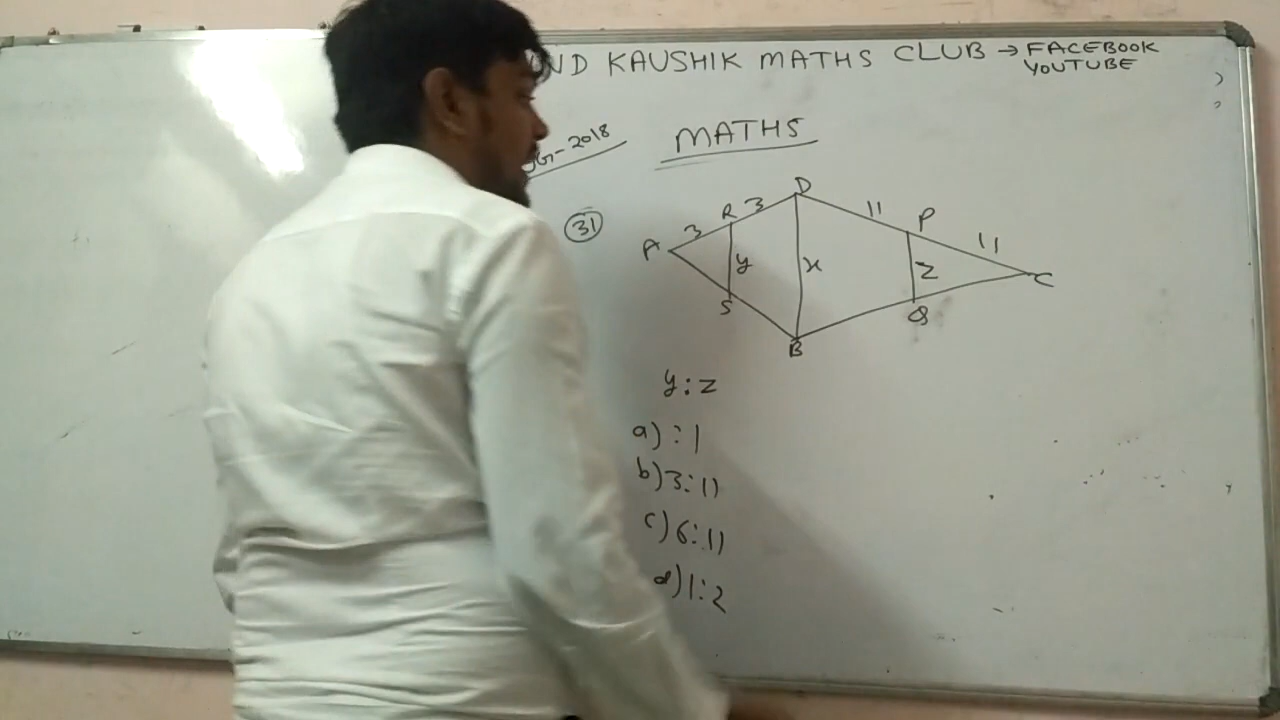 KAUSHIK MATHS CLUB → FACEBOOK
YOUTUBE
2018
MATHS
31
D
R 3 11 P
3 11
A y x z C
S Q
B
y : z
a) : 1
b) 3 : 11
c) 6 : 11
d) 1 : 2